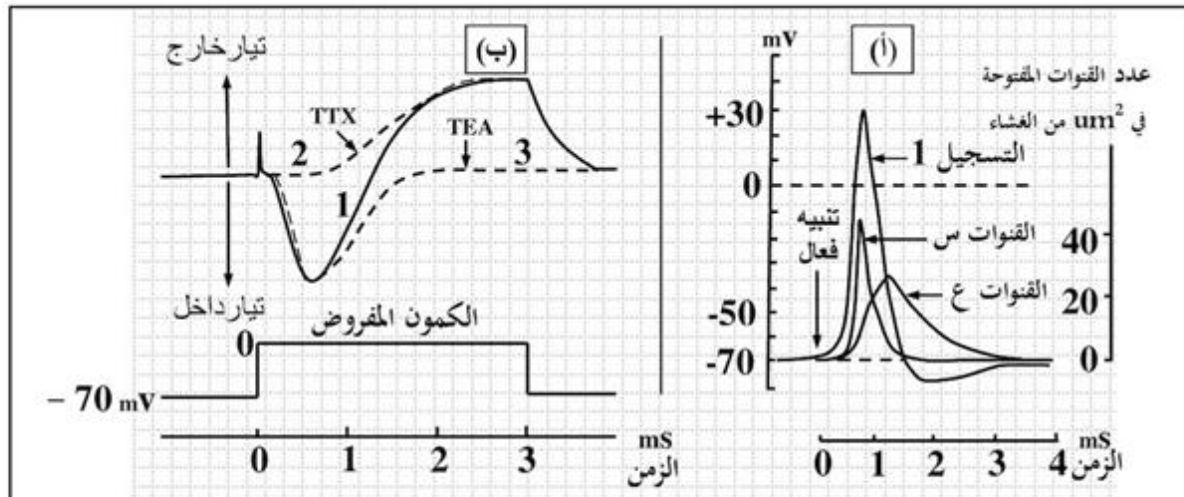 (أ)
mV
عدد القنوات المفتوحة
في um² من الغشاء
+30
0
-50
-70
التسجيل 1
تنبيه
فعال
القنوات س
القنوات ع
40
20
0
0 1 2 3 4
mS
الزمن
(ب)
تيار خارج
تيار داخل
TTX
TEA
2
1
3
الكمون المفروض
0
– 70 mV
0 1 2 3
mS
الزمن